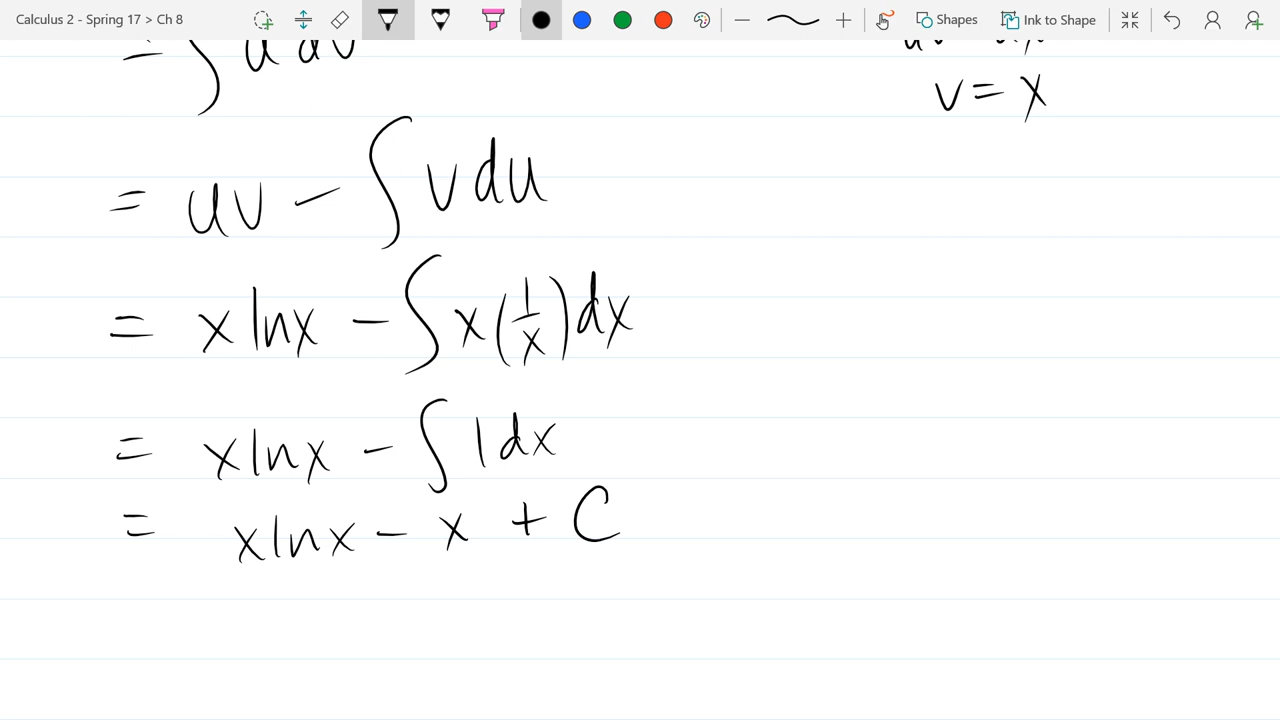 Calculus 2 - Spring 17 > Ch 8
Shapes
Ink to Shape
= ∫ u dv
v = x
= uv - ∫ v du
= x ln x - ∫ x (1/x) dx
= x ln x - ∫ 1 dx
= x ln x - x + C